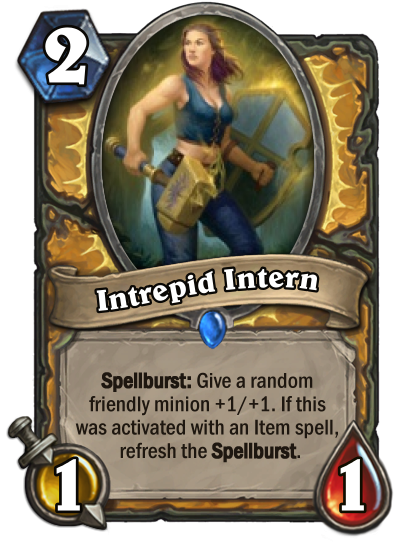 2
Intrepid Intern
Spellburst: Give a random
friendly minion +1/+1. If this
was activated with an Item spell,
refresh the Spellburst.
1
1